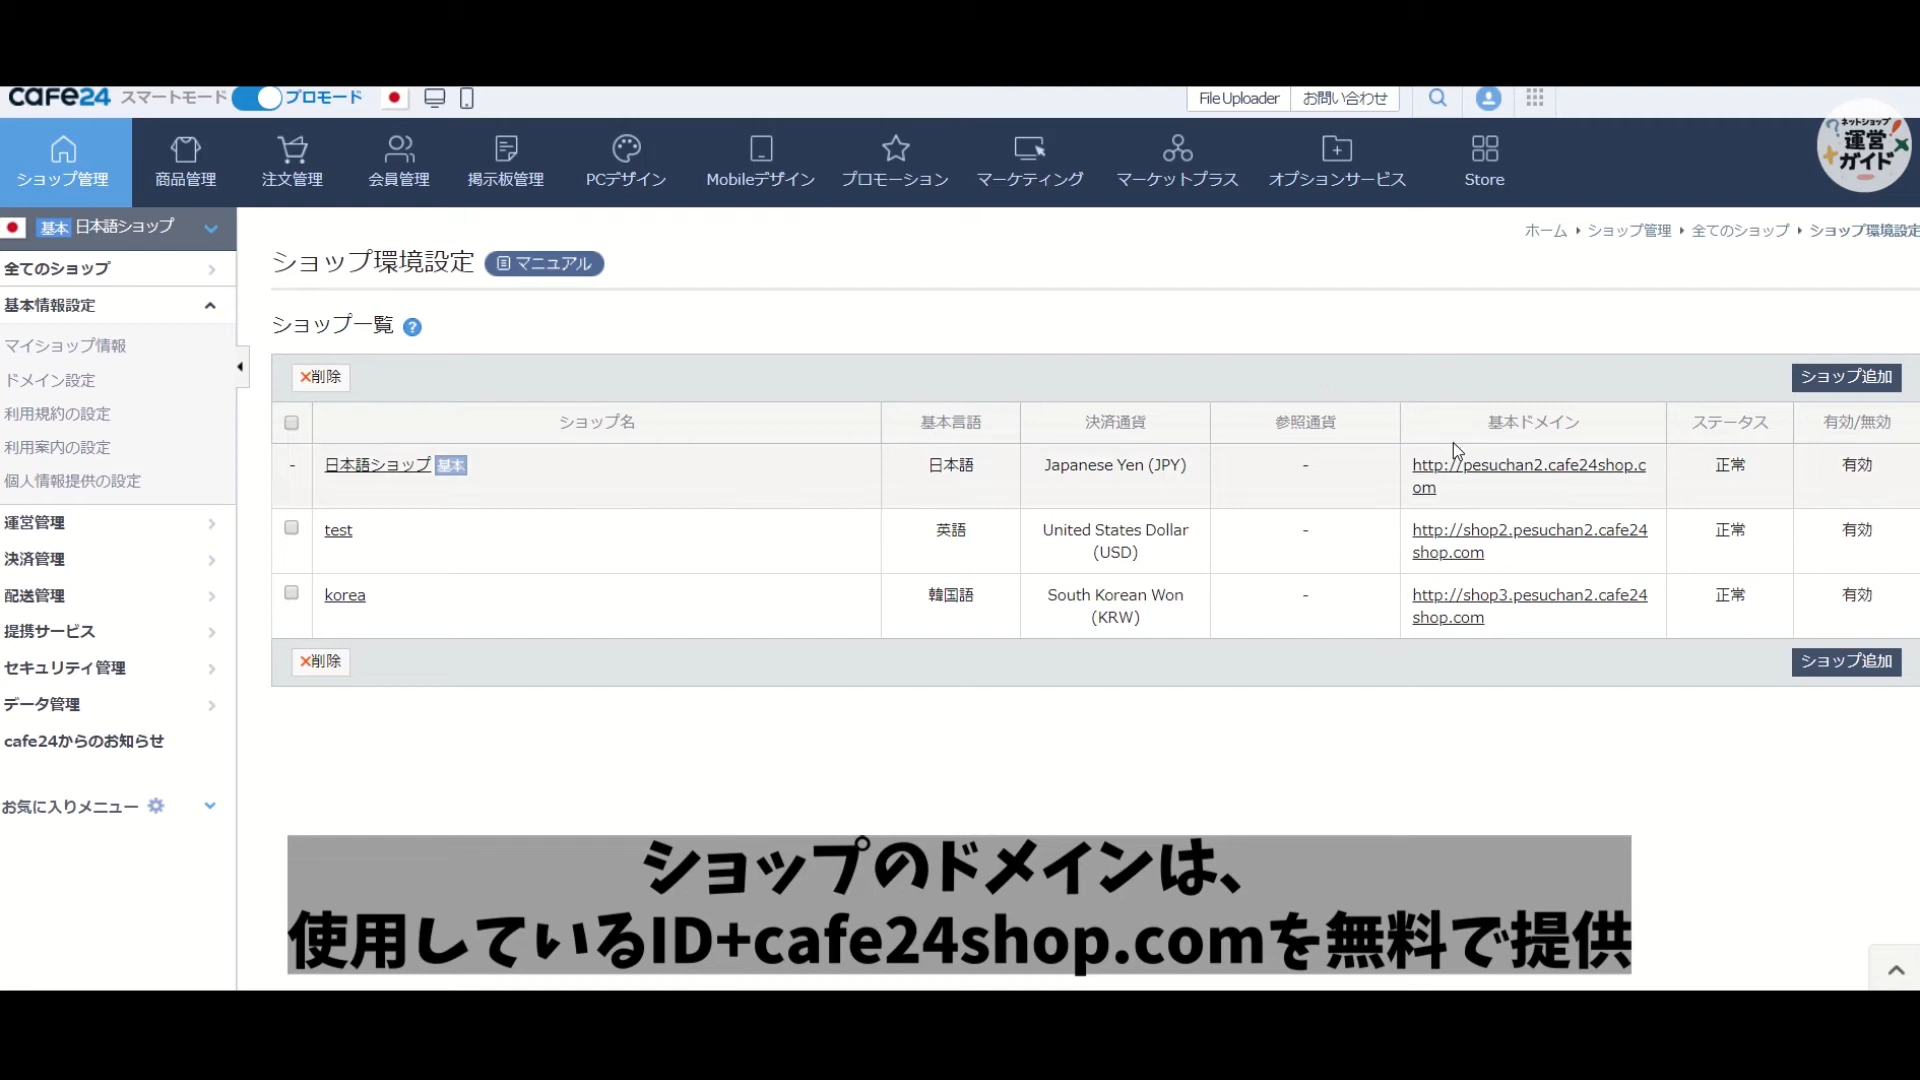 cafe24 スマートモード プロモード File Uploader お問い合わせ
ネットショップ
運営
ガイド
ショップ管理 商品管理 注文管理 会員管理 掲示板管理 PCデザイン Mobileデザイン プロモーション マーケティング マーケットプラス オプションサービス Store
基本 日本語ショップ
全てのショップ
基本情報設定
マイショップ情報
ドメイン設定
利用規約の設定
利用案内の設定
個人情報提供の設定
運営管理
決済管理
配送管理
提携サービス
セキュリティ管理
データ管理
cafe24からのお知らせ
お気に入りメニュー
ホーム ショップ管理 全てのショップ ショップ環境設定
ショップ環境設定 マニュアル
ショップ一覧 ?
×削除 ショップ追加
ショップ名 基本言語 決済通貨 参照通貨 基本ドメイン ステータス 有効/無効
- 日本語ショップ 基本 日本語 Japanese Yen (JPY) - http://pesuchan2.cafe24shop.c 正常 有効
om
test 英語 United States Dollar - http://shop2.pesuchan2.cafe24 正常 有効
(USD) shop.com
korea 韓国語 South Korean Won - http://shop3.pesuchan2.cafe24 正常 有効
(KRW) shop.com
×削除 ショップ追加
ショップのドメインは、
使用しているID+cafe24shop.comを無料で提供